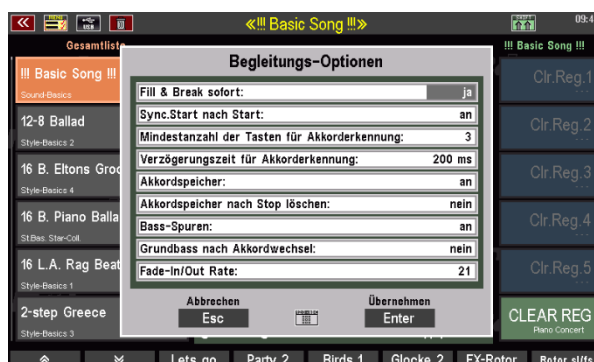 «!!! Basic Song !!!»
09:4
Gesamtliste
!!! Basic Song !!!
!!! Basic Song !!!
Sound-Basics
12-8 Ballad
Style-Basics 2
16 B. Eltons Groo
Style-Basics 4
16 B. Piano Balla
St.Bas. Star-Coll.
16 L.A. Rag Beat
Style-Basics 1
2-step Greece
Style-Basics 3
Begleitungs-Optionen
Fill & Break sofort: ja
Sync.Start nach Start: an
Mindestanzahl der Tasten für Akkorderkennung: 3
Verzögerungszeit für Akkorderkennung: 200 ms
Akkordspeicher: an
Akkordspeicher nach Stop löschen: nein
Bass-Spuren: an
Grundbass nach Akkordwechsel: nein
Fade-In/Out Rate: 21
Abbrechen Übernehmen
Esc Enter
Clr.Reg.1
Clr.Reg.2
Clr.Reg.3
Clr.Reg.4
Clr.Reg.5
CLEAR REG
Piano Concert
Lets go Party 2 Birds 1 Glocke 2 FX-Rotor Rotor sl/fs